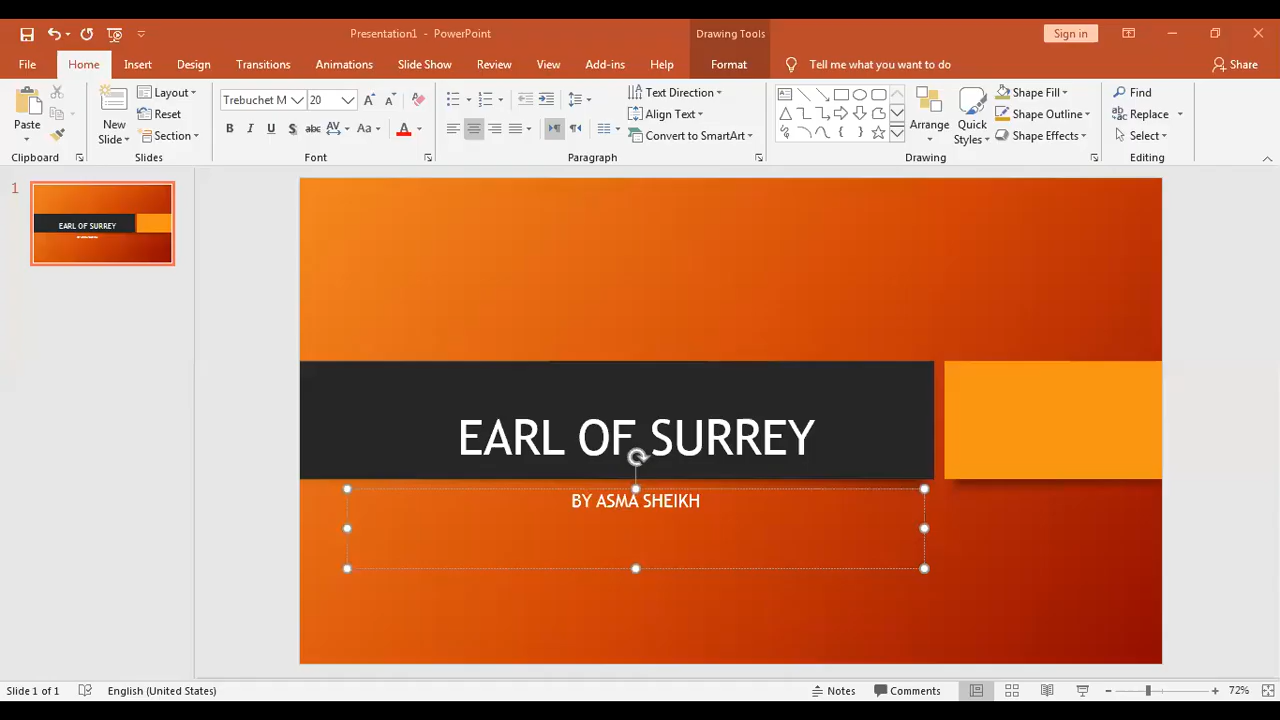 Presentation1 - PowerPoint
Drawing Tools
Sign in
File Home Insert Design Transitions Animations Slide Show Review View Add-ins Help Format Tell me what you want to do Share
Paste
Clipboard
New Slide
Layout
Reset
Section
Slides
Trebuchet M 20
B I U S abc AV Aa A
Font
Text Direction
Align Text
Convert to SmartArt
Paragraph
Arrange
Quick Styles
Shape Fill
Shape Outline
Shape Effects
Drawing
Find
Replace
Select
Editing
1
EARL OF SURREY
EARL OF SURREY
BY ASMA SHEIKH
Slide 1 of 1 English (United States) Notes Comments 72%